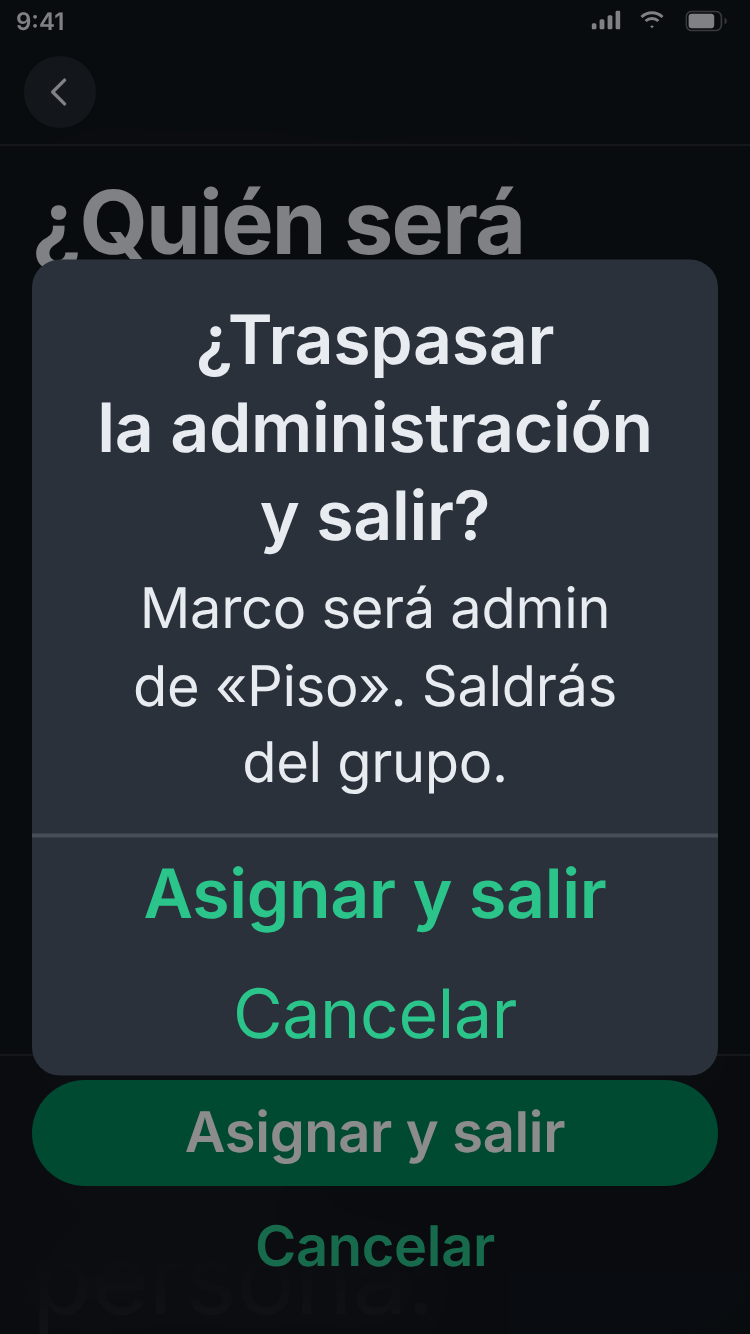 9:41
¿Quién será
¿Traspasar
la administración
y salir?
Marco será admin
de «Piso». Saldrás
del grupo.
Asignar y salir
Cancelar
Asignar y salir
Cancelar
persona.